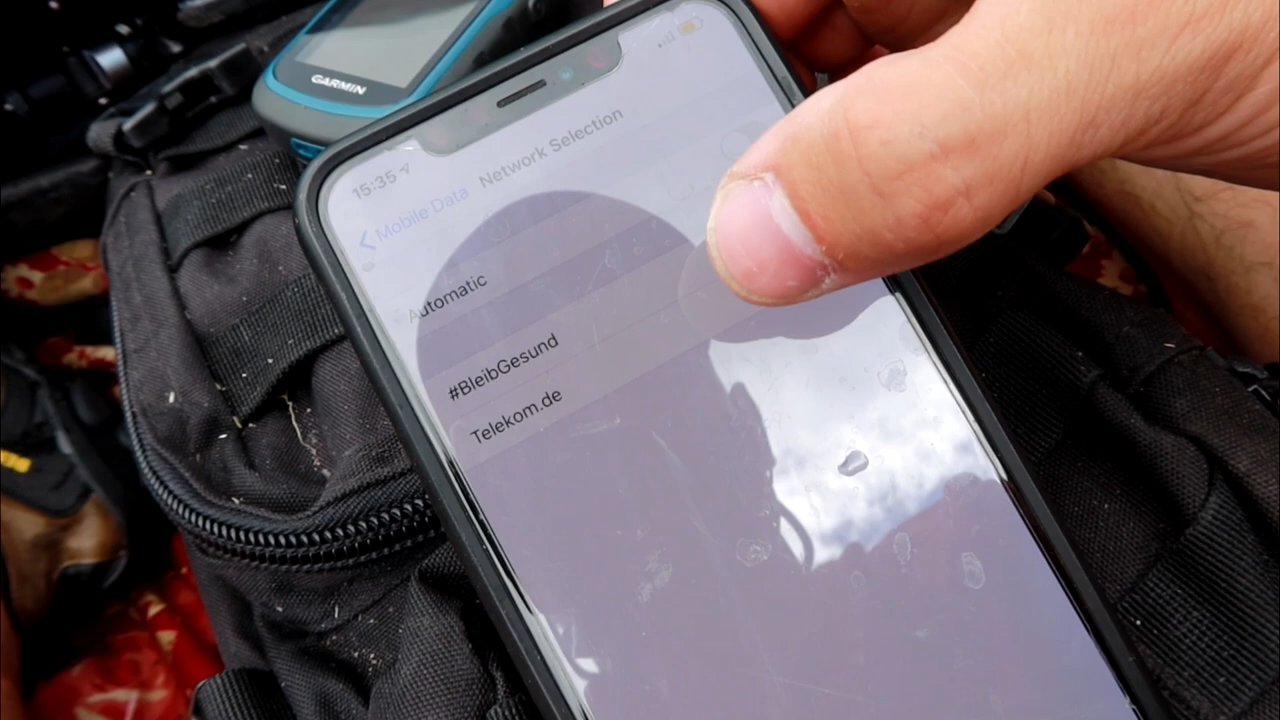 GARMIN
15:35
Network Selection
Mobile Data
Automatic
#BleibGesund
Telekom.de